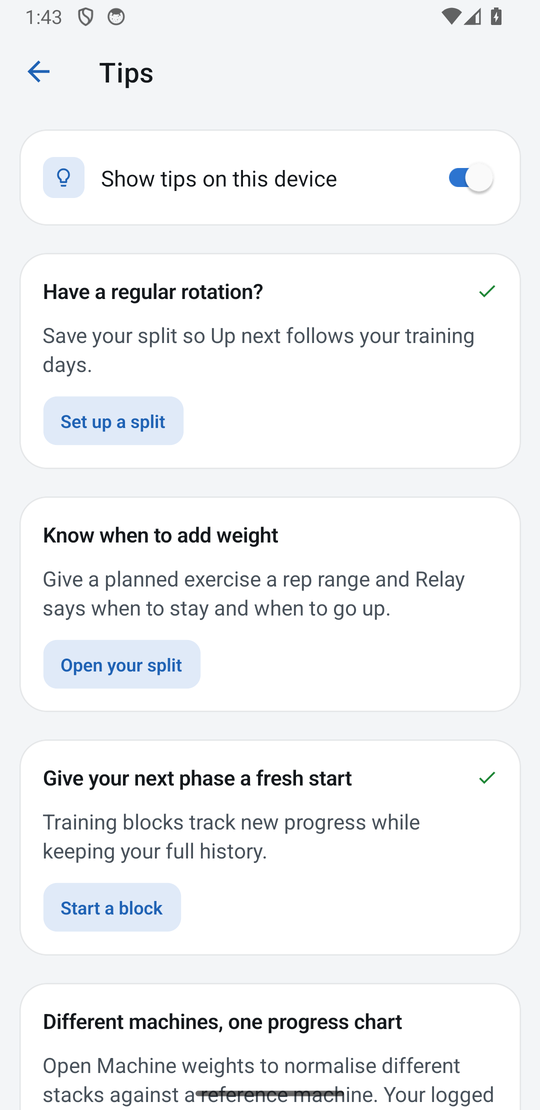 1:43
Tips
Show tips on this device
Have a regular rotation?
Save your split so Up next follows your training
days.
Set up a split
Know when to add weight
Give a planned exercise a rep range and Relay
says when to stay and when to go up.
Open your split
Give your next phase a fresh start
Training blocks track new progress while
keeping your full history.
Start a block
Different machines, one progress chart
Open Machine weights to normalise different
stacks against a reference machine. Your logged